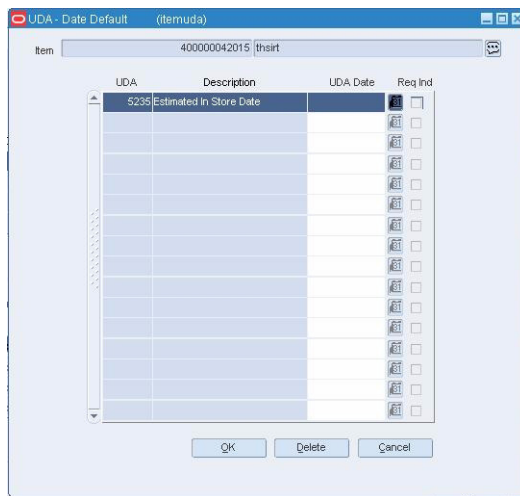 UDA - Date Default (itemuda)
Item 400000042015 thsirt
UDA Description UDA Date Req Ind
5235 Estimated In Store Date
OK Delete Cancel